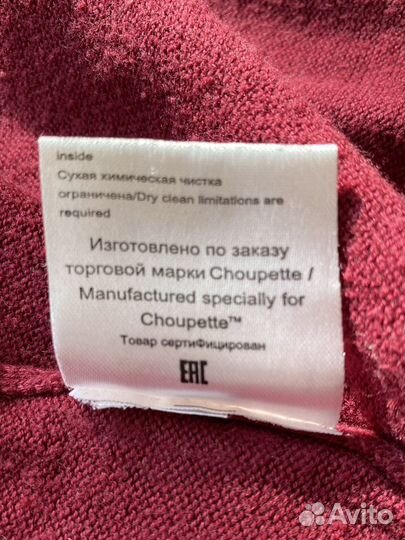 inside
Сухая химическая чистка
ограничена/Dry clean limitations are
required
Изготовлено по заказу
торговой марки Choupette /
Manufactured specially for
Choupette™
Товар сертиФицирован
EAC
Avito